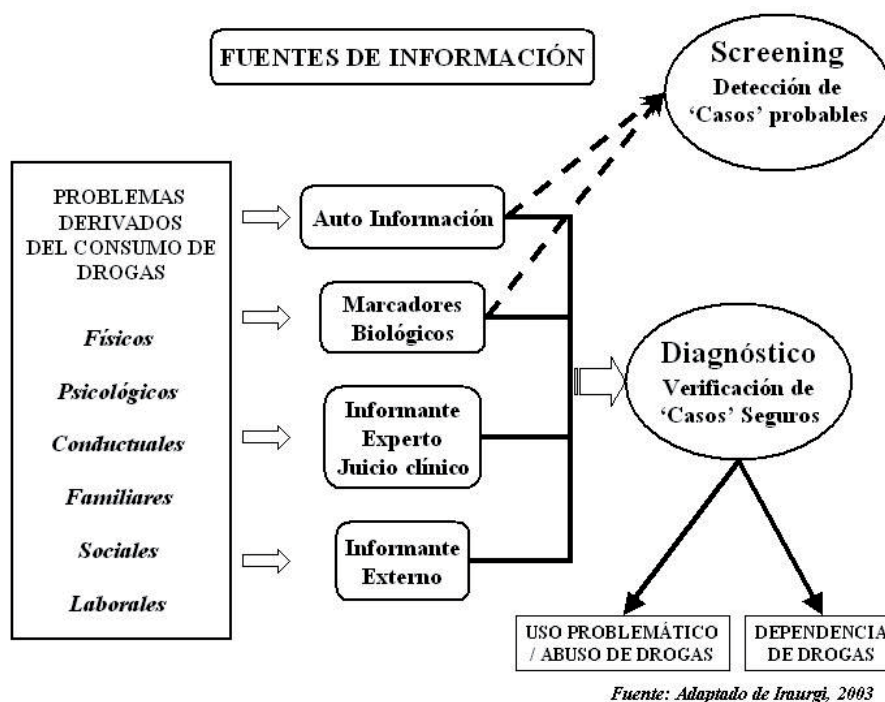 FUENTES DE INFORMACIÓN
Screening
Detección de
‘Casos’ probables
PROBLEMAS
DERIVADOS
DEL CONSUMO DE
DROGAS
Físicos
Psicológicos
Conductuales
Familiares
Sociales
Laborales
Auto Información
Marcadores
Biológicos
Informante
Experto
Juicio clínico
Informante
Externo
Diagnóstico
Verificación de
‘Casos’ Seguros
USO PROBLEMÁTICO
/ ABUSO DE DROGAS
DEPENDENCIA
DE DROGAS
Fuente: Adaptado de Iraurgi, 2003